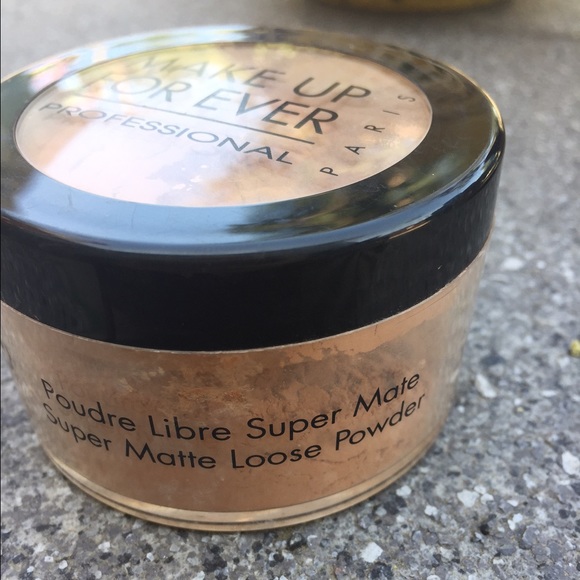 MAKE UP
FOR EVER
PROFESSIONAL
PARIS
Poudre Libre Super Mate
Super Matte Loose Powder